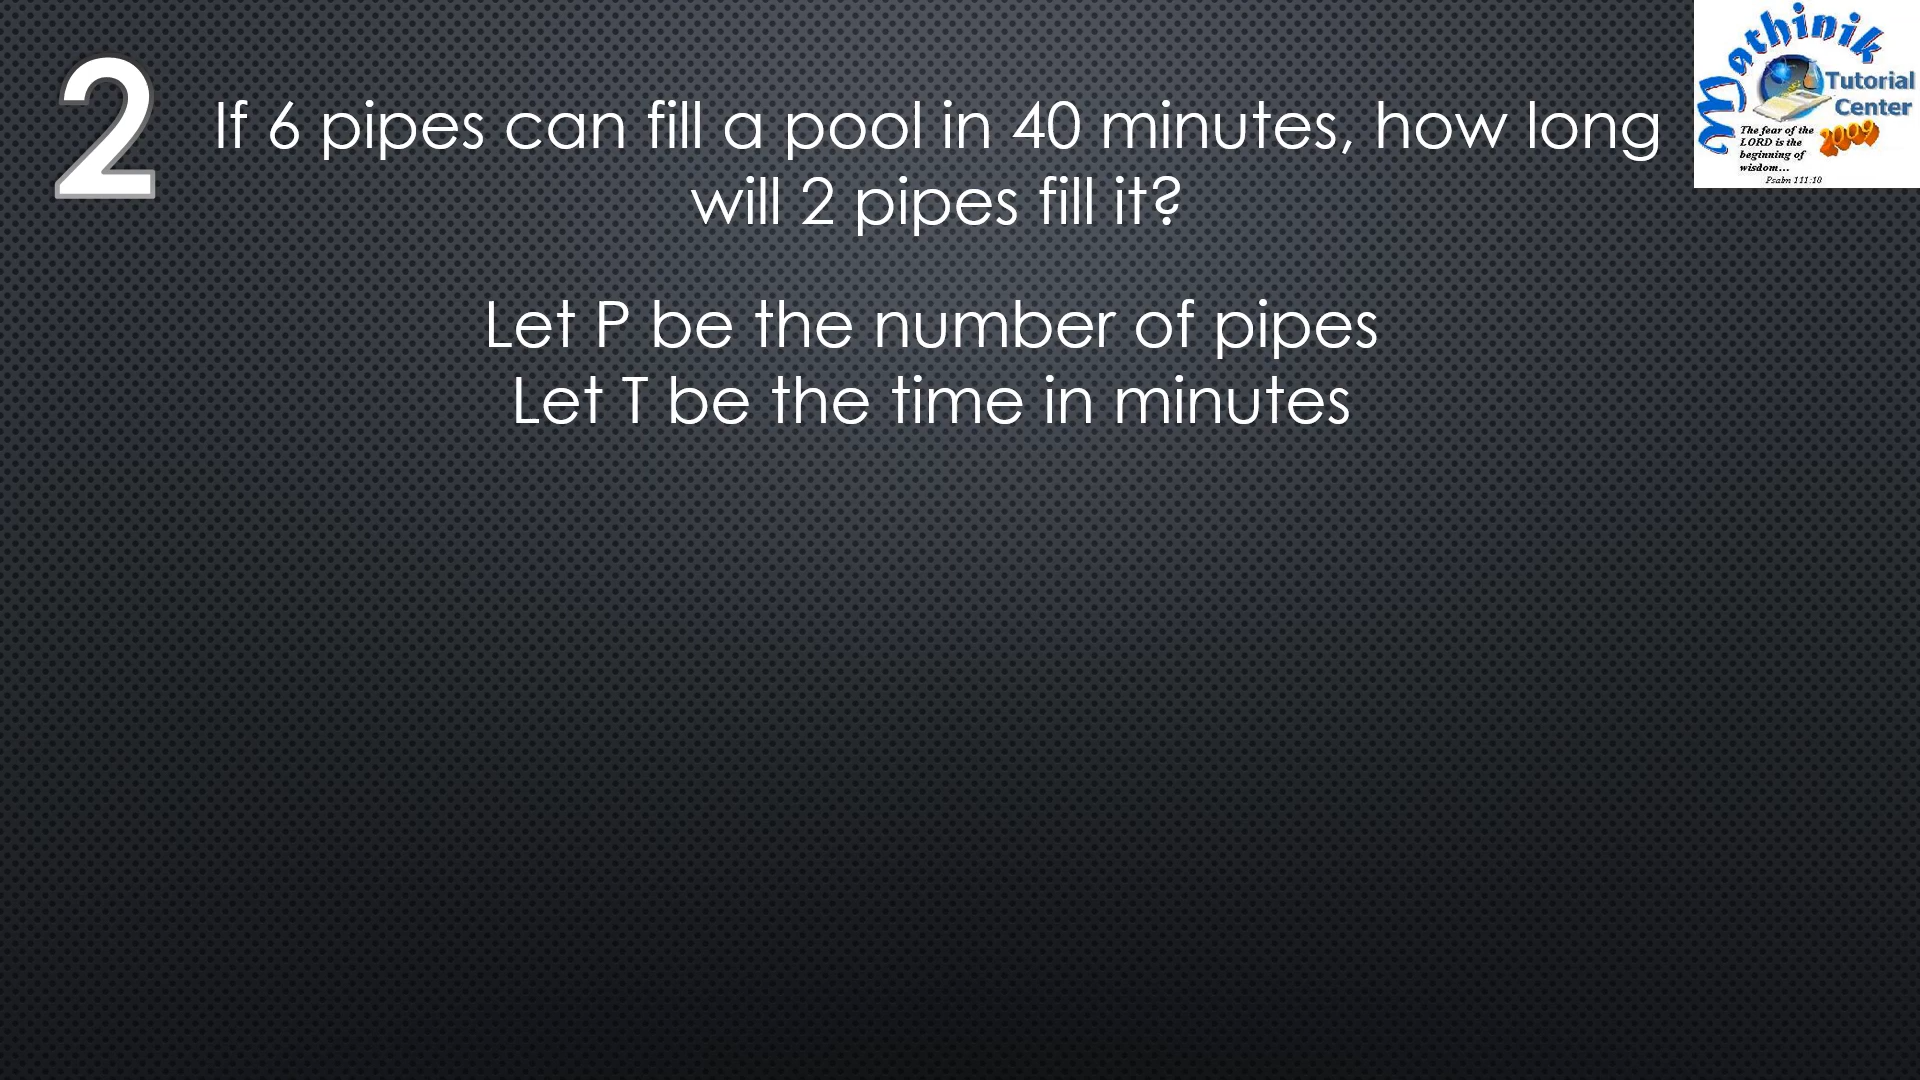 2
If 6 pipes can fill a pool in 40 minutes, how long
will 2 pipes fill it?
Let P be the number of pipes
Let T be the time in minutes
Mathinik
Tutorial
Center
2009
The fear of the
LORD is the
beginning of
wisdom...
Psalm 111:10